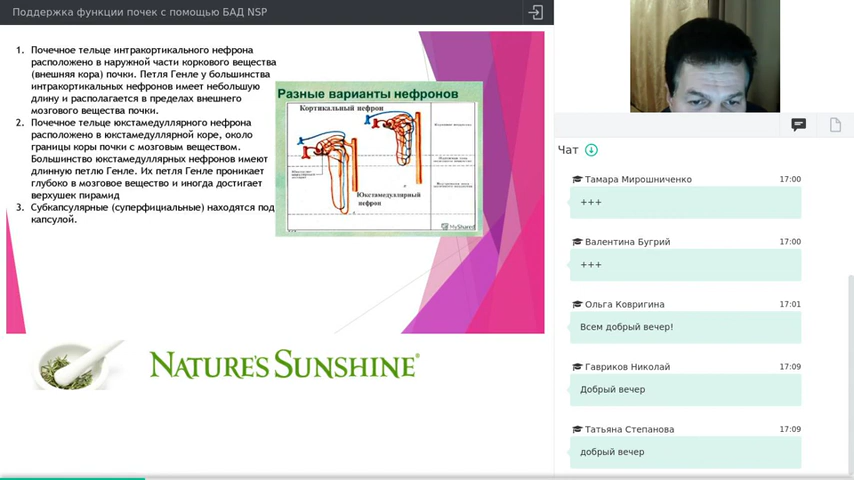 Поддержка функции почек с помощью БАД NSP
1. Почечное тельце интракортикального нефрона
расположено в наружной части коркового вещества
(внешняя кора) почки. Петля Генле у большинства
интракортикальных нефронов имеет небольшую
длину и располагается в пределах внешнего
мозгового вещества почки.
2. Почечное тельце юкстамедуллярного нефрона
расположено в юкстамедуллярной коре, около
границы коры почки с мозговым веществом.
Большинство юкстамедуллярных нефронов имеют
длинную петлю Генле. Их петля Генле проникает
глубоко в мозговое вещество и иногда достигает
верхушек пирамид
3. Субкапсулярные (суперфициальные) находятся под
капсулой.
Разные варианты нефронов
Кортикальный нефрон
Юкстамедуллярный
нефрон
MyShared
NATURE'S SUNSHINE®
Чат
Тамара Мирошниченко 17:00
+++
Валентина Бугрий 17:00
+++
Ольга Ковригина 17:01
Всем добрый вечер!
Гавриков Николай 17:09
Добрый вечер
Татьяна Степанова 17:09
добрый вечер